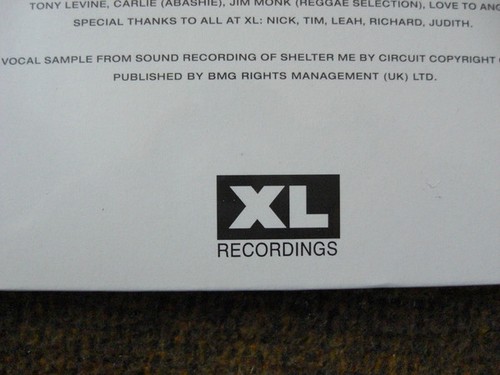 TONY LEVINE, CARLIE (ABASHIE), JIM MONK (REGGAE SELECTION), LOVE TO
SPECIAL THANKS TO ALL AT XL: NICK, TIM, LEAH, RICHARD, JUDITH.
VOCAL SAMPLE FROM SOUND RECORDING OF SHELTER ME BY CIRCUIT COPYRIGHT
PUBLISHED BY BMG RIGHTS MANAGEMENT (UK) LTD.
XL
RECORDINGS